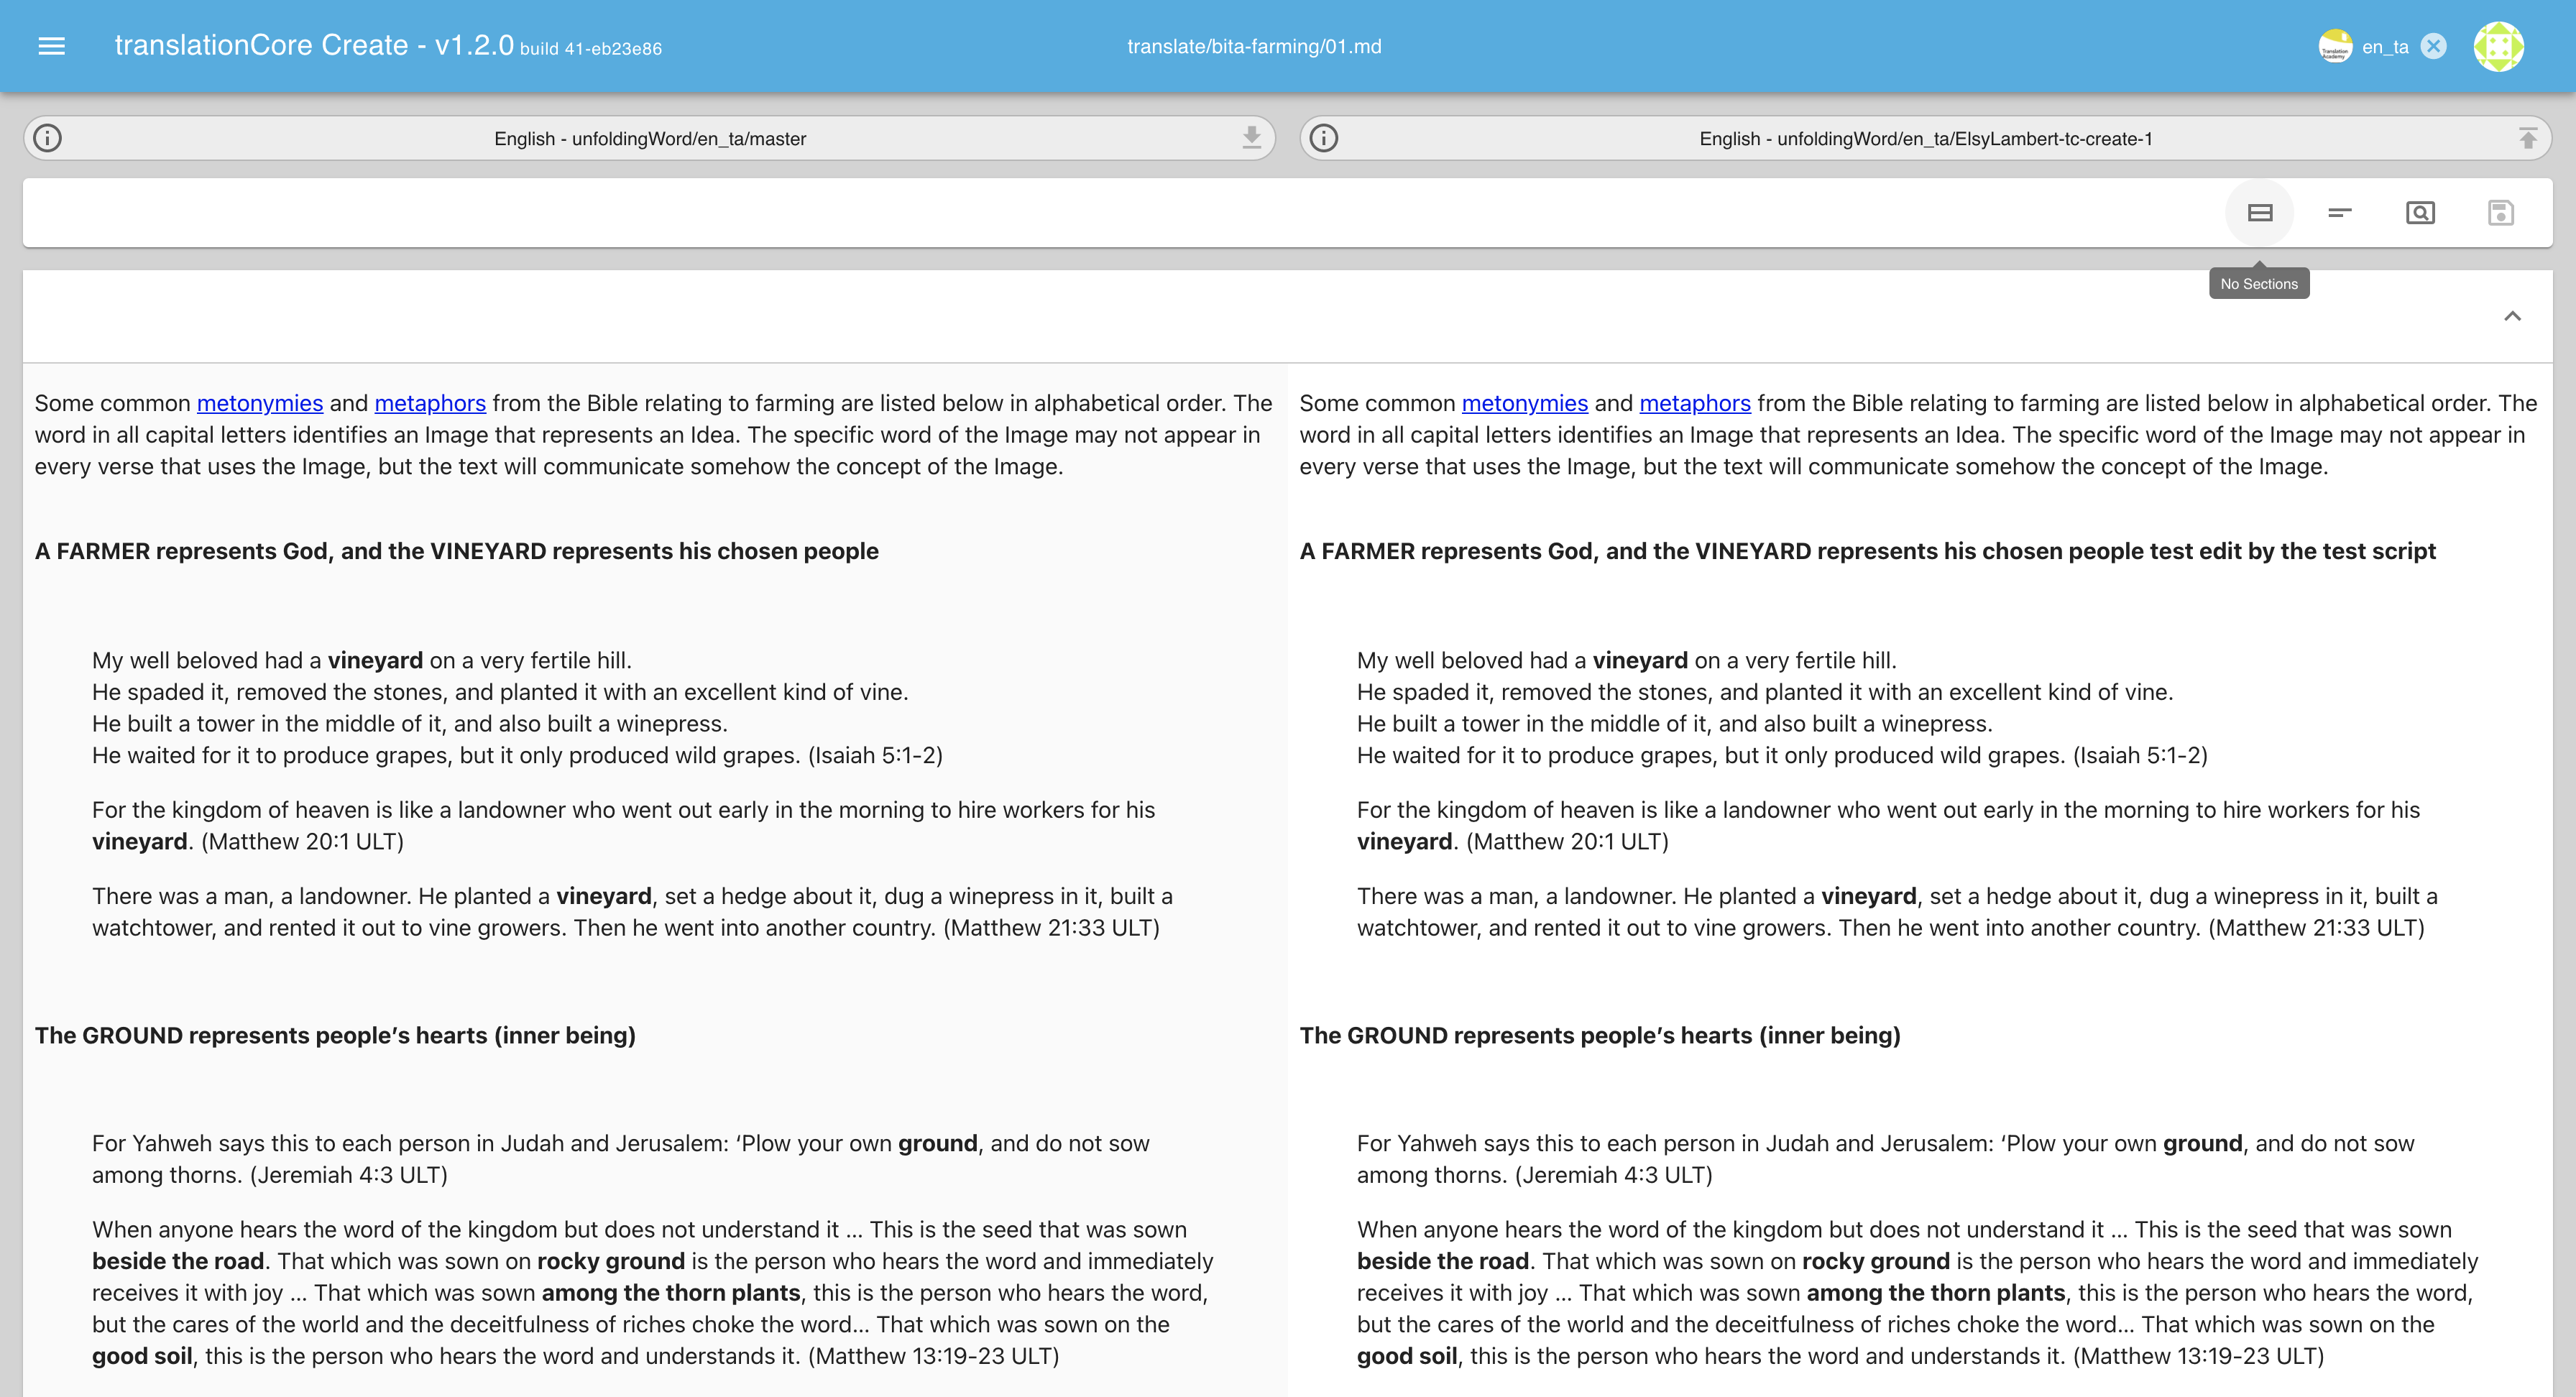 translationCore Create - v1.2.0 build 41-eb23e86
translate/bita-farming/01.md
Translation Academy
en_ta
English - unfoldingWord/en_ta/master
English - unfoldingWord/en_ta/ElsyLambert-tc-create-1
No Sections
Some common metonymies and metaphors from the Bible relating to farming are listed below in alphabetical order. The
word in all capital letters identifies an Image that represents an Idea. The specific word of the Image may not appear in
every verse that uses the Image, but the text will communicate somehow the concept of the Image.
A FARMER represents God, and the VINEYARD represents his chosen people
My well beloved had a vineyard on a very fertile hill.
He spaded it, removed the stones, and planted it with an excellent kind of vine.
He built a tower in the middle of it, and also built a winepress.
He waited for it to produce grapes, but it only produced wild grapes. (Isaiah 5:1-2)
For the kingdom of heaven is like a landowner who went out early in the morning to hire workers for his
vineyard. (Matthew 20:1 ULT)
There was a man, a landowner. He planted a vineyard, set a hedge about it, dug a winepress in it, built a
watchtower, and rented it out to vine growers. Then he went into another country. (Matthew 21:33 ULT)
The GROUND represents people’s hearts (inner being)
For Yahweh says this to each person in Judah and Jerusalem: ‘Plow your own ground, and do not sow
among thorns. (Jeremiah 4:3 ULT)
When anyone hears the word of the kingdom but does not understand it ... This is the seed that was sown
beside the road. That which was sown on rocky ground is the person who hears the word and immediately
receives it with joy ... That which was sown among the thorn plants, this is the person who hears the word,
but the cares of the world and the deceitfulness of riches choke the word... That which was sown on the
good soil, this is the person who hears the word and understands it. (Matthew 13:19-23 ULT)
Some common metonymies and metaphors from the Bible relating to farming are listed below in alphabetical order. The
word in all capital letters identifies an Image that represents an Idea. The specific word of the Image may not appear in
every verse that uses the Image, but the text will communicate somehow the concept of the Image.
A FARMER represents God, and the VINEYARD represents his chosen people test edit by the test script
My well beloved had a vineyard on a very fertile hill.
He spaded it, removed the stones, and planted it with an excellent kind of vine.
He built a tower in the middle of it, and also built a winepress.
He waited for it to produce grapes, but it only produced wild grapes. (Isaiah 5:1-2)
For the kingdom of heaven is like a landowner who went out early in the morning to hire workers for his
vineyard. (Matthew 20:1 ULT)
There was a man, a landowner. He planted a vineyard, set a hedge about it, dug a winepress in it, built a
watchtower, and rented it out to vine growers. Then he went into another country. (Matthew 21:33 ULT)
The GROUND represents people’s hearts (inner being)
For Yahweh says this to each person in Judah and Jerusalem: ‘Plow your own ground, and do not sow
among thorns. (Jeremiah 4:3 ULT)
When anyone hears the word of the kingdom but does not understand it ... This is the seed that was sown
beside the road. That which was sown on rocky ground is the person who hears the word and immediately
receives it with joy ... That which was sown among the thorn plants, this is the person who hears the word,
but the cares of the world and the deceitfulness of riches choke the word... That which was sown on the
good soil, this is the person who hears the word and understands it. (Matthew 13:19-23 ULT)